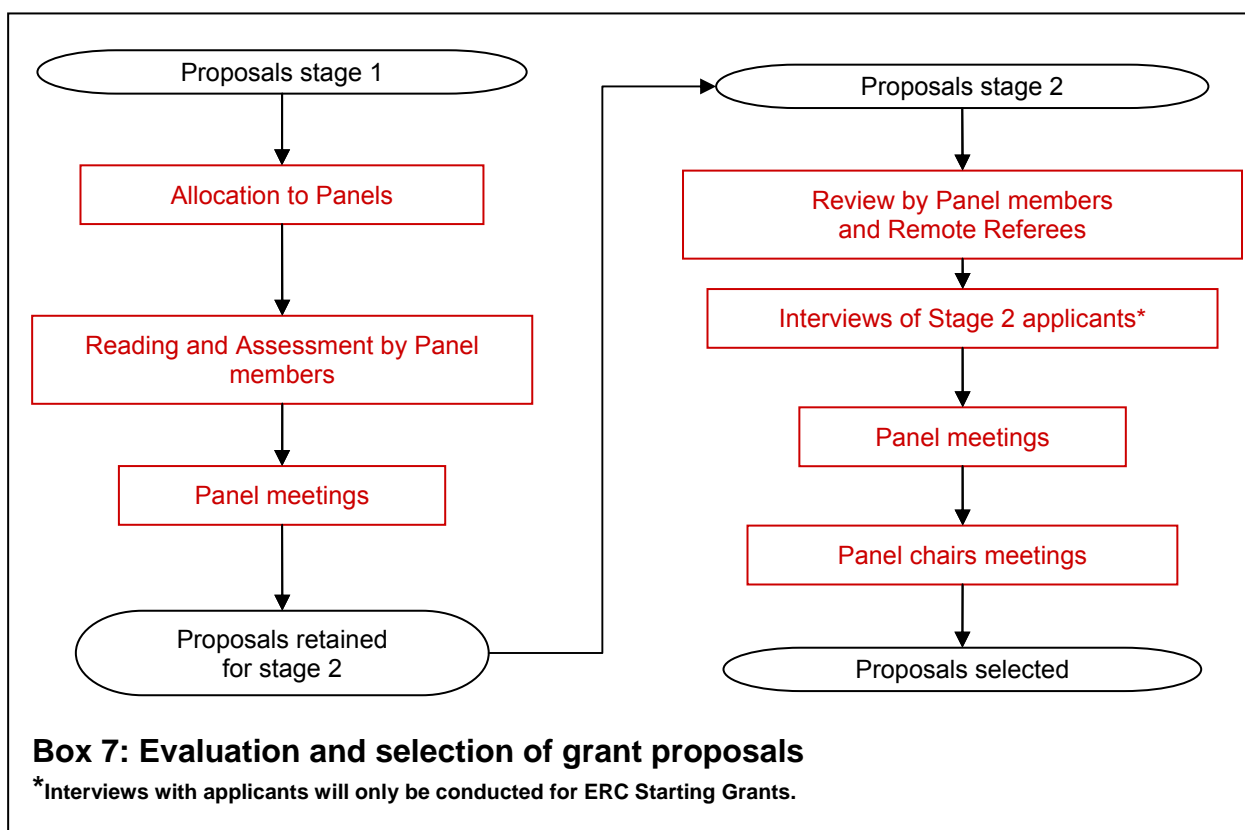 Proposals stage 1
Allocation to Panels
Reading and Assessment by Panel
members
Panel meetings
Proposals retained
for stage 2
Proposals stage 2
Review by Panel members
and Remote Referees
Interviews of Stage 2 applicants*
Panel meetings
Panel chairs meetings
Proposals selected
Box 7: Evaluation and selection of grant proposals
*Interviews with applicants will only be conducted for ERC Starting Grants.